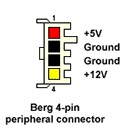 1
+5V
Ground
Ground
+12V
4
Berg 4-pin
peripheral connector